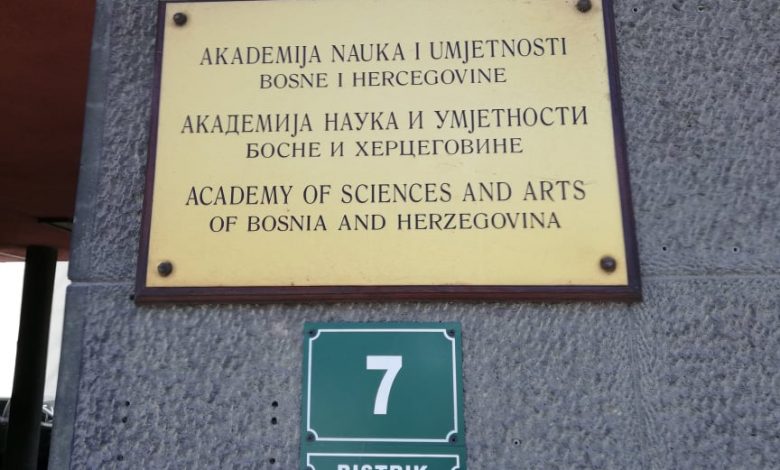 AKADEMIJA NAUKA I UMJETNOSTI
BOSNE I HERCEGOVINE
АКАДЕМИЈА НАУКА И УМЈЕТНОСТИ
БОСНЕ И ХЕРЦЕГОВИНЕ
ACADEMY OF SCIENCES AND ARTS
OF BOSNIA AND HERZEGOVINA
7
BISTRIK